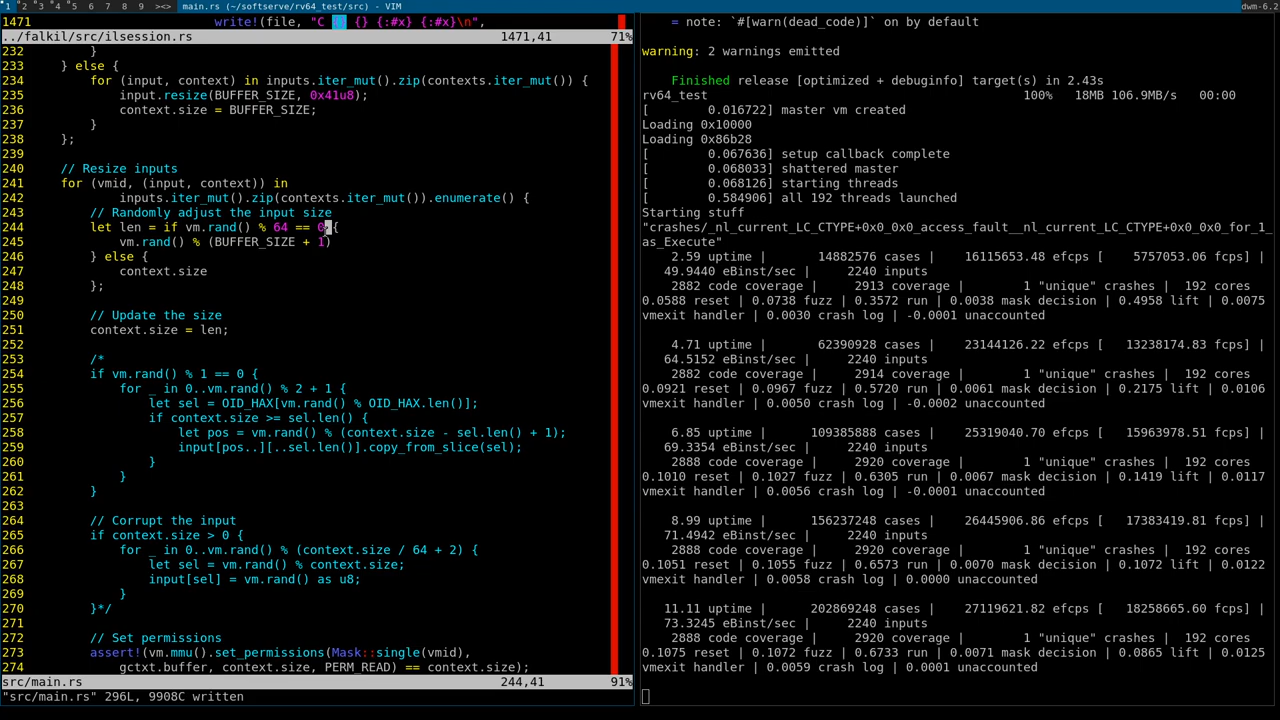 1 2 3 4 5 6 7 8 9 ><> main.rs (~/softserve/rv64_test/src) - VIM dwm-6.2
1471 write!(file, "C {} {} {:#x} {:#x}\n",
../falkil/src/ilsession.rs 1471,41 71%
232 }
233 } else {
234 for (input, context) in inputs.iter_mut().zip(contexts.iter_mut()) {
235 input.resize(BUFFER_SIZE, 0x41u8);
236 context.size = BUFFER_SIZE;
237 }
238 };
239
240 // Resize inputs
241 for (vmid, (input, context)) in
242 inputs.iter_mut().zip(contexts.iter_mut()).enumerate() {
243 // Randomly adjust the input size
244 let len = if vm.rand() % 64 == 0 {
245 vm.rand() % (BUFFER_SIZE + 1)
246 } else {
247 context.size
248 };
249
250 // Update the size
251 context.size = len;
252
253 /*
254 if vm.rand() % 1 == 0 {
255 for _ in 0..vm.rand() % 2 + 1 {
256 let sel = OID_HAX[vm.rand() % OID_HAX.len()];
257 if context.size >= sel.len() {
258 let pos = vm.rand() % (context.size - sel.len() + 1);
259 input[pos..][..sel.len()].copy_from_slice(sel);
260 }
261 }
262 }
263
264 // Corrupt the input
265 if context.size > 0 {
266 for _ in 0..vm.rand() % (context.size / 64 + 2) {
267 let sel = vm.rand() % context.size;
268 input[sel] = vm.rand() as u8;
269 }
270 }*/
271
272 // Set permissions
273 assert!(vm.mmu().set_permissions(Mask::single(vmid),
274 gctxt.buffer, context.size, PERM_READ) == context.size);
src/main.rs 244,41 91%
"src/main.rs" 296L, 9908C written
= note: `#[warn(dead_code)]` on by default
warning: 2 warnings emitted
Finished release [optimized + debuginfo] target(s) in 2.43s
rv64_test 100% 18MB 106.9MB/s 00:00
[ 0.016722] master vm created
Loading 0x10000
Loading 0x86b28
[ 0.067636] setup callback complete
[ 0.068033] shattered master
[ 0.068126] starting threads
[ 0.584906] all 192 threads launched
Starting stuff
"crashes/_nl_current_LC_CTYPE+0x0_0x0_access_fault__nl_current_LC_CTYPE+0x0_0x0_for_1_
as_Execute"
2.59 uptime | 14882576 cases | 16115653.48 efcps [ 5757053.06 fcps] |
49.9440 eBinst/sec | 2240 inputs
2882 code coverage | 2913 coverage | 1 "unique" crashes | 192 cores
0.0588 reset | 0.0738 fuzz | 0.3572 run | 0.0038 mask decision | 0.4958 lift | 0.0075
vmexit handler | 0.0030 crash log | -0.0001 unaccounted
4.71 uptime | 62390928 cases | 23144126.22 efcps [ 13238174.83 fcps] |
64.5152 eBinst/sec | 2240 inputs
2882 code coverage | 2914 coverage | 1 "unique" crashes | 192 cores
0.0921 reset | 0.0967 fuzz | 0.5720 run | 0.0061 mask decision | 0.2175 lift | 0.0106
vmexit handler | 0.0050 crash log | -0.0002 unaccounted
6.85 uptime | 109385888 cases | 25319040.70 efcps [ 15963978.51 fcps] |
69.3354 eBinst/sec | 2240 inputs
2888 code coverage | 2920 coverage | 1 "unique" crashes | 192 cores
0.1010 reset | 0.1027 fuzz | 0.6305 run | 0.0067 mask decision | 0.1419 lift | 0.0117
vmexit handler | 0.0056 crash log | -0.0001 unaccounted
8.99 uptime | 156237248 cases | 26445906.86 efcps [ 17383419.81 fcps] |
71.4942 eBinst/sec | 2240 inputs
2888 code coverage | 2920 coverage | 1 "unique" crashes | 192 cores
0.1051 reset | 0.1055 fuzz | 0.6573 run | 0.0070 mask decision | 0.1072 lift | 0.0122
vmexit handler | 0.0058 crash log | 0.0000 unaccounted
11.11 uptime | 202869248 cases | 27119621.82 efcps [ 18258665.60 fcps] |
73.3245 eBinst/sec | 2240 inputs
2888 code coverage | 2920 coverage | 1 "unique" crashes | 192 cores
0.1075 reset | 0.1072 fuzz | 0.6733 run | 0.0071 mask decision | 0.0865 lift | 0.0125
vmexit handler | 0.0059 crash log | 0.0001 unaccounted